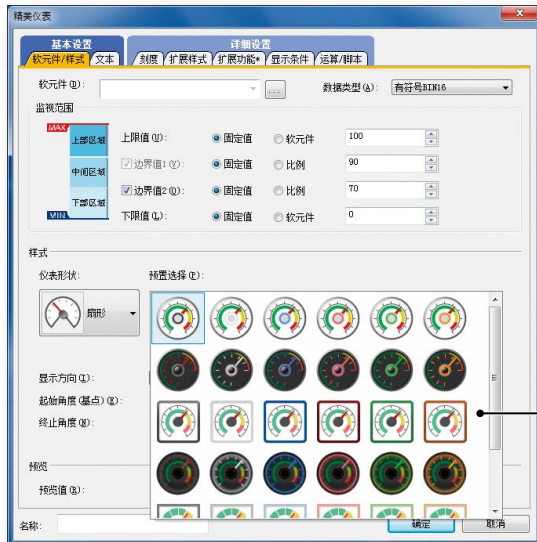 精美仪表
基本设置 详细设置
软元件/样式 文本 刻度 扩展样式 扩展功能* 显示条件 运算/脚本
软元件(D): ... 数据类型(A): 有符号BIN16
监视范围
MAX
上部区域
中间区域
下部区域
MIN
上限值(U): 固定值 软元件 100
边界值1(Y): 固定值 比例 90
边界值2(O): 固定值 比例 70
下限值(L): 固定值 软元件 0
样式
仪表形状: 预置选择(P):
扇形
显示方向(I):
起始角度(基点)(G):
终止角度(N):
预览
预览值(R):
名称: 确定 取消